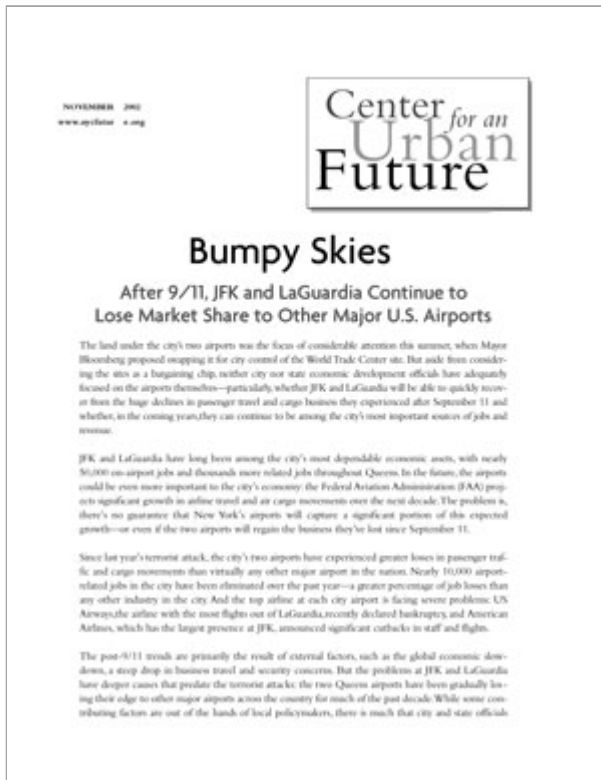 NOVEMBER 2002
www.nycfutur e.org
Center for an
Urban
Future
Bumpy Skies
After 9/11, JFK and LaGuardia Continue to
Lose Market Share to Other Major U.S. Airports
The land under the city's two airports was the focus of considerable attention this summer, when Mayor
Bloomberg proposed swapping it for city control of the World Trade Center site. But aside from consider-
ing the sites as a bargaining chip, neither city not state economic development officials have adequately
focused on the airports themselves—particularly, whether JFK and LaGuardia will be able to quickly recov-
er from the huge declines in passenger travel and cargo business they experienced after September 11 and
whether, in the coming years,they can continue to be among the city's most important sources of jobs and
revenue.
JFK and LaGuardia have long been among the city's most dependable economic assets, with nearly
50,000 on-airport jobs and thousands more related jobs throughout Queens. In the future, the airports
could be even more important to the city's economy: the Federal Aviation Administration (FAA) proj-
ects significant growth in airline travel and air cargo movements over the next decade. The problem is,
there's no guarantee that New York's airports will capture a significant portion of this expected
growth—or even if the two airports will regain the business they've lost since September 11.
Since last year's terrorist attack, the city's two airports have experienced greater losses in passenger traf-
fic and cargo movements than virtually any other major airport in the nation. Nearly 10,000 airport-
related jobs in the city have been eliminated over the past year—a greater percentage of job losses than
any other industry in the city. And the top airline at each city airport is facing severe problems: US
Airways,the airline with the most flights out of LaGuardia,recently declared bankruptcy, and American
Airlines, which has the largest presence at JFK, announced significant cutbacks in staff and flights.
The post-9/11 trends are primarily the result of external factors, such as the global economic slow-
down, a steep drop in business travel and security concerns. But the problems at JFK and LaGuardia
have deeper causes that predate the terrorist attacks: the two Queens airports have been gradually los-
ing their edge to other major airports across the country for much of the past decade. While some con-
tributing factors are out of the hands of local policymakers, there is much that city and state officials